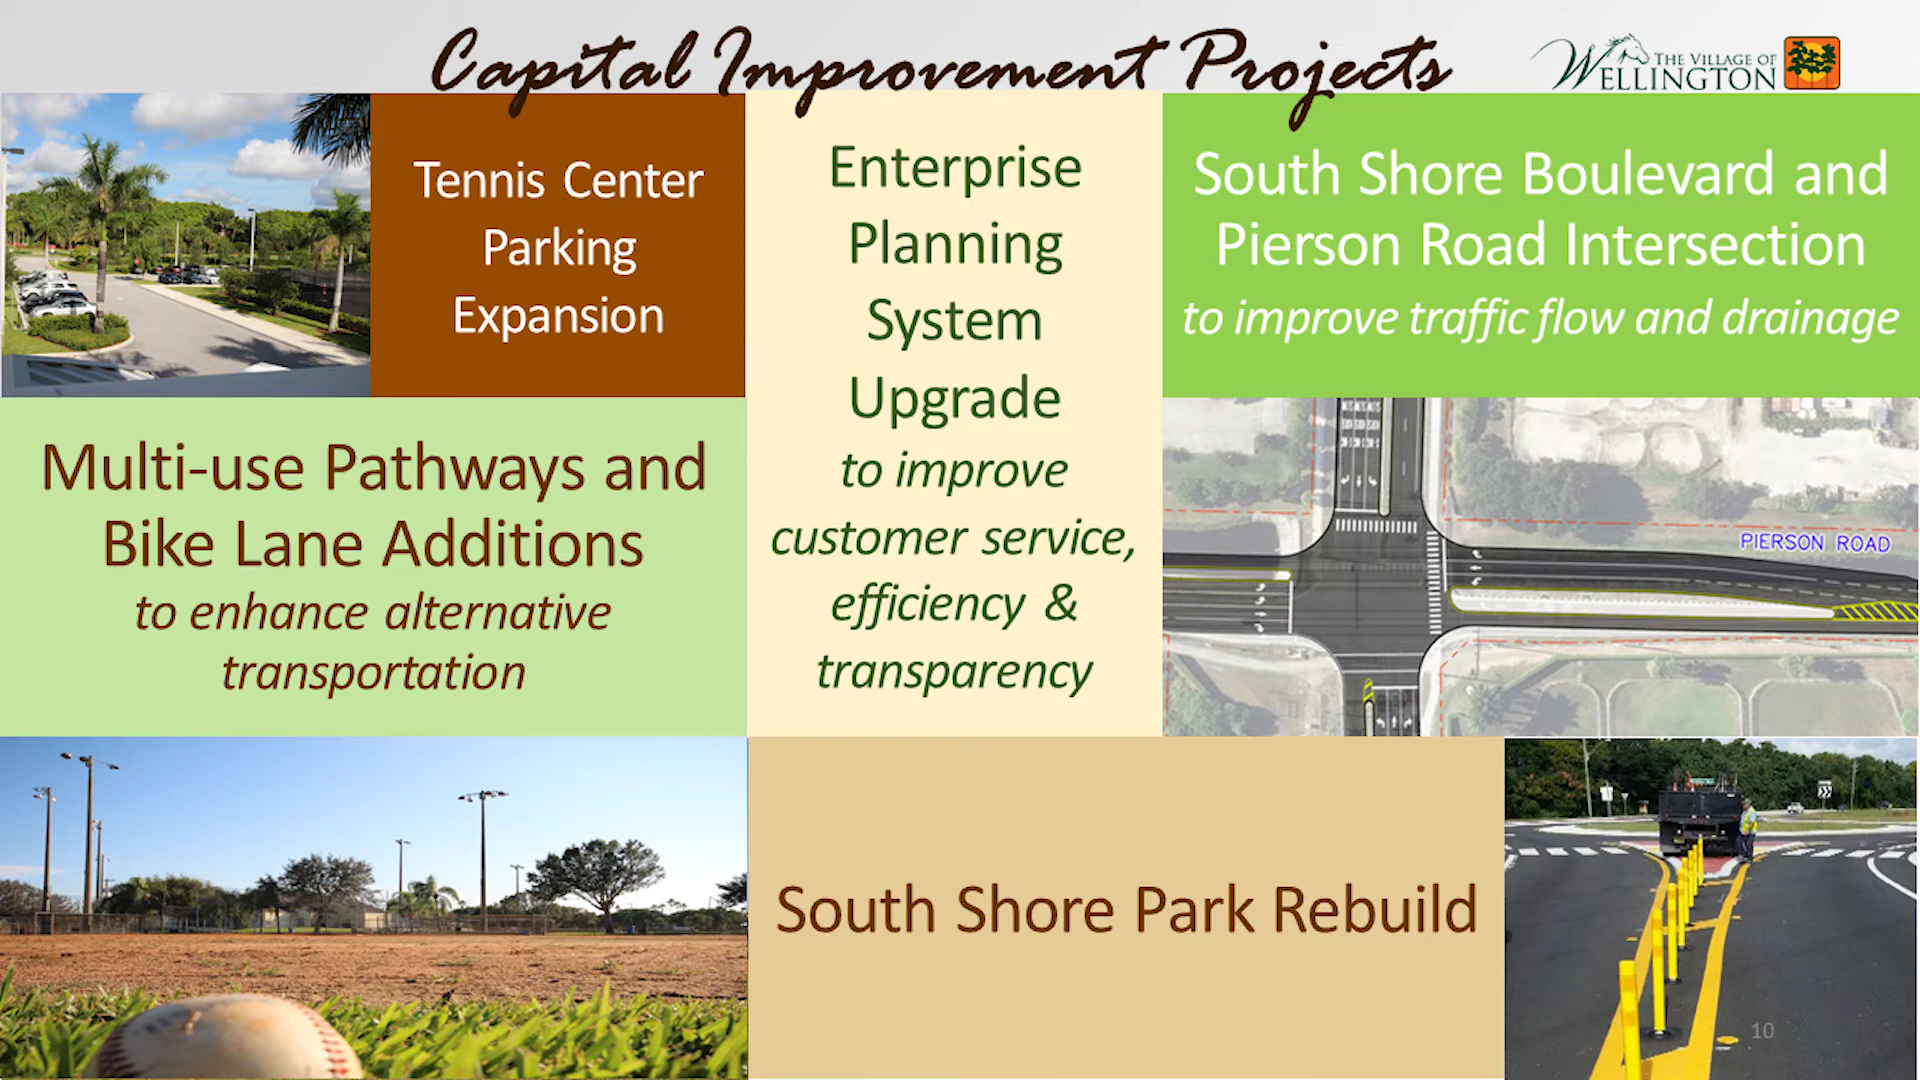 Capital Improvement Projects
THE VILLAGE OF
WELLINGTON
Tennis Center
Parking
Expansion
Enterprise
Planning
System
Upgrade
to improve
customer service,
efficiency &
transparency
South Shore Boulevard and
Pierson Road Intersection
to improve traffic flow and drainage
Multi-use Pathways and
Bike Lane Additions
to enhance alternative
transportation
PIERSON ROAD
South Shore Park Rebuild
10